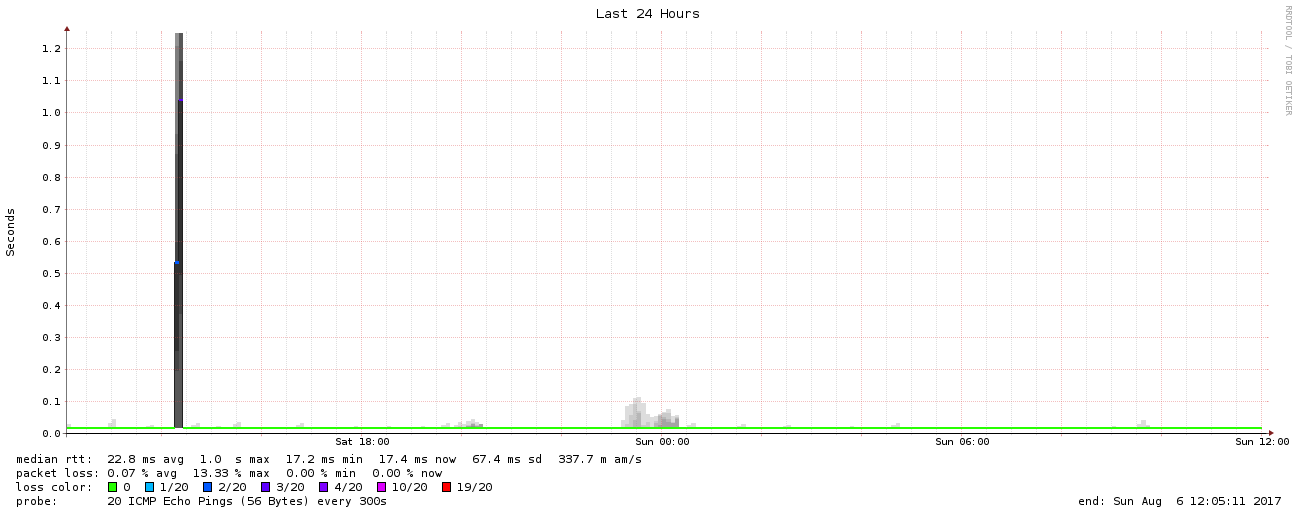 Last 24 Hours
RRDTOOL / TOBI OETIKER
Seconds
1.2
1.1
1.0
0.9
0.8
0.7
0.6
0.5
0.4
0.3
0.2
0.1
0.0
Sat 18:00 Sun 00:00 Sun 06:00 Sun 12:00
median rtt: 22.8 ms avg 1.0 s max 17.2 ms min 17.4 ms now 67.4 ms sd 337.7 m am/s
packet loss: 0.07 % avg 13.33 % max 0.00 % min 0.00 % now
loss color: 0 1/20 2/20 3/20 4/20 10/20 19/20
probe: 20 ICMP Echo Pings (56 Bytes) every 300s end: Sun Aug 6 12:05:11 2017